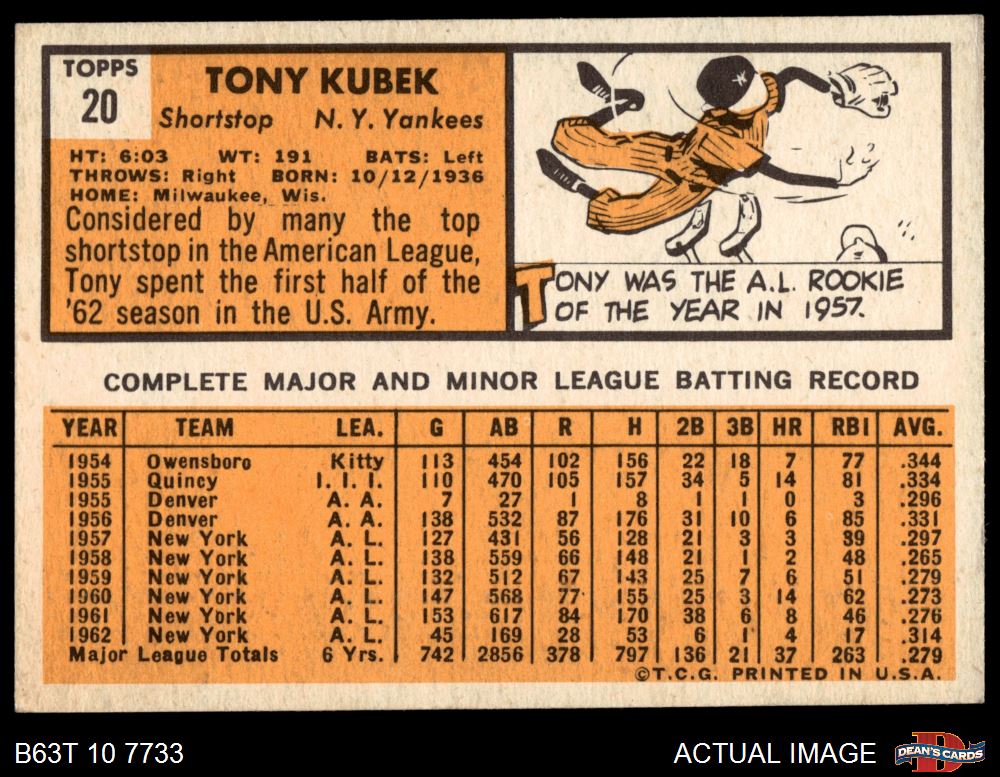 TOPPS
20
TONY KUBEK
Shortstop N. Y. Yankees
HT: 6:03 WT: 191 BATS: Left
THROWS: Right BORN: 10/12/1936
HOME: Milwaukee, Wis.
Considered by many the top
shortstop in the American League,
Tony spent the first half of the
'62 season in the U.S. Army.
TONY WAS THE A.L. ROOKIE
OF THE YEAR IN 1957.
COMPLETE MAJOR AND MINOR LEAGUE BATTING RECORD
YEAR TEAM LEA. G AB R H 2B 3B HR RBI AVG.
1954 Owensboro Kitty 113 454 102 156 22 18 7 77 .344
1955 Quincy I. I. I. 110 470 105 157 34 5 14 81 .334
1955 Denver A. A. 7 27 1 8 1 1 0 3 .296
1956 Denver A. A. 138 532 87 176 31 10 6 85 .331
1957 New York A. L. 127 431 56 128 21 3 3 39 .297
1958 New York A. L. 138 559 66 148 21 1 2 48 .265
1959 New York A. L. 132 512 67 143 25 7 6 51 .279
1960 New York A. L. 147 568 77 155 25 3 14 62 .273
1961 New York A. L. 153 617 84 170 38 6 8 46 .276
1962 New York A. L. 45 169 28 53 6 1 4 17 .314
Major League Totals 6 Yrs. 742 2856 378 797 136 21 37 263 .279
©T.C.G. PRINTED IN U.S.A.
B63T 10 7733 ACTUAL IMAGE DEAN'S CARDS